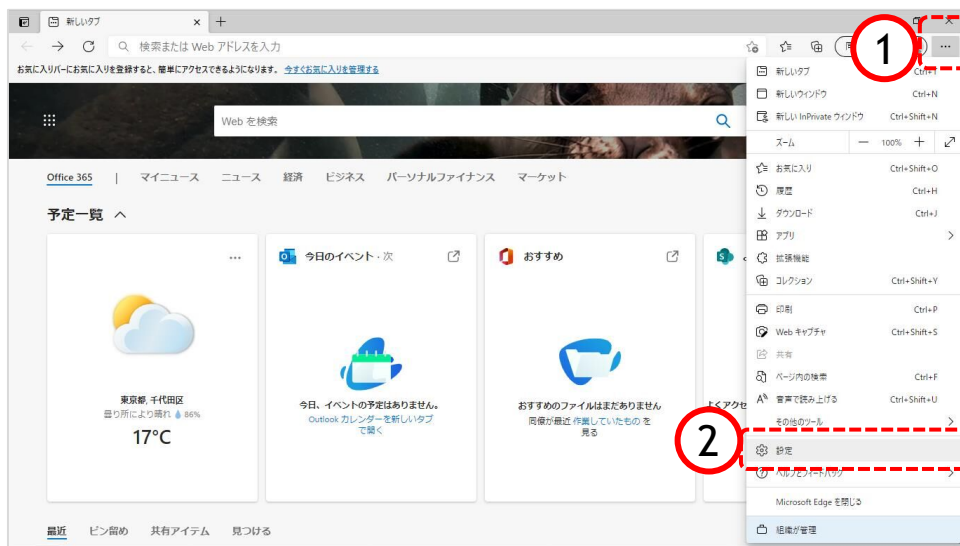 新しいタブ
検索または Web アドレスを入力
1
お気に入りバーにお気に入りを登録すると、簡単にアクセスできるようになります。 今すぐお気に入りを管理する
Web を検索
Office 365 | マイニュース ニュース 経済 ビジネス パーソナルファイナンス マーケット
予定一覧
今日のイベント · 次
おすすめ
東京都, 千代田区
曇り所により晴れ 86%
17°C
今日、イベントの予定はありません。
Outlook カレンダーを新しいタブ
で開く
おすすめのファイルはまだありません
同僚が最近 作業していたもの を
見る
よくアクセ
最近 ピン留め 共有アイテム 見つける
新しいタブ Ctrl+T
新しいウィンドウ Ctrl+N
新しい InPrivate ウィンドウ Ctrl+Shift+N
ズーム 100%
お気に入り Ctrl+Shift+O
履歴 Ctrl+H
ダウンロード Ctrl+J
アプリ
拡張機能
コレクション Ctrl+Shift+Y
印刷 Ctrl+P
Web キャプチャ Ctrl+Shift+S
共有
ページ内の検索 Ctrl+F
音声で読み上げる Ctrl+Shift+U
その他のツール
2
設定
ヘルプとフィードバック
Microsoft Edge を閉じる
組織が管理